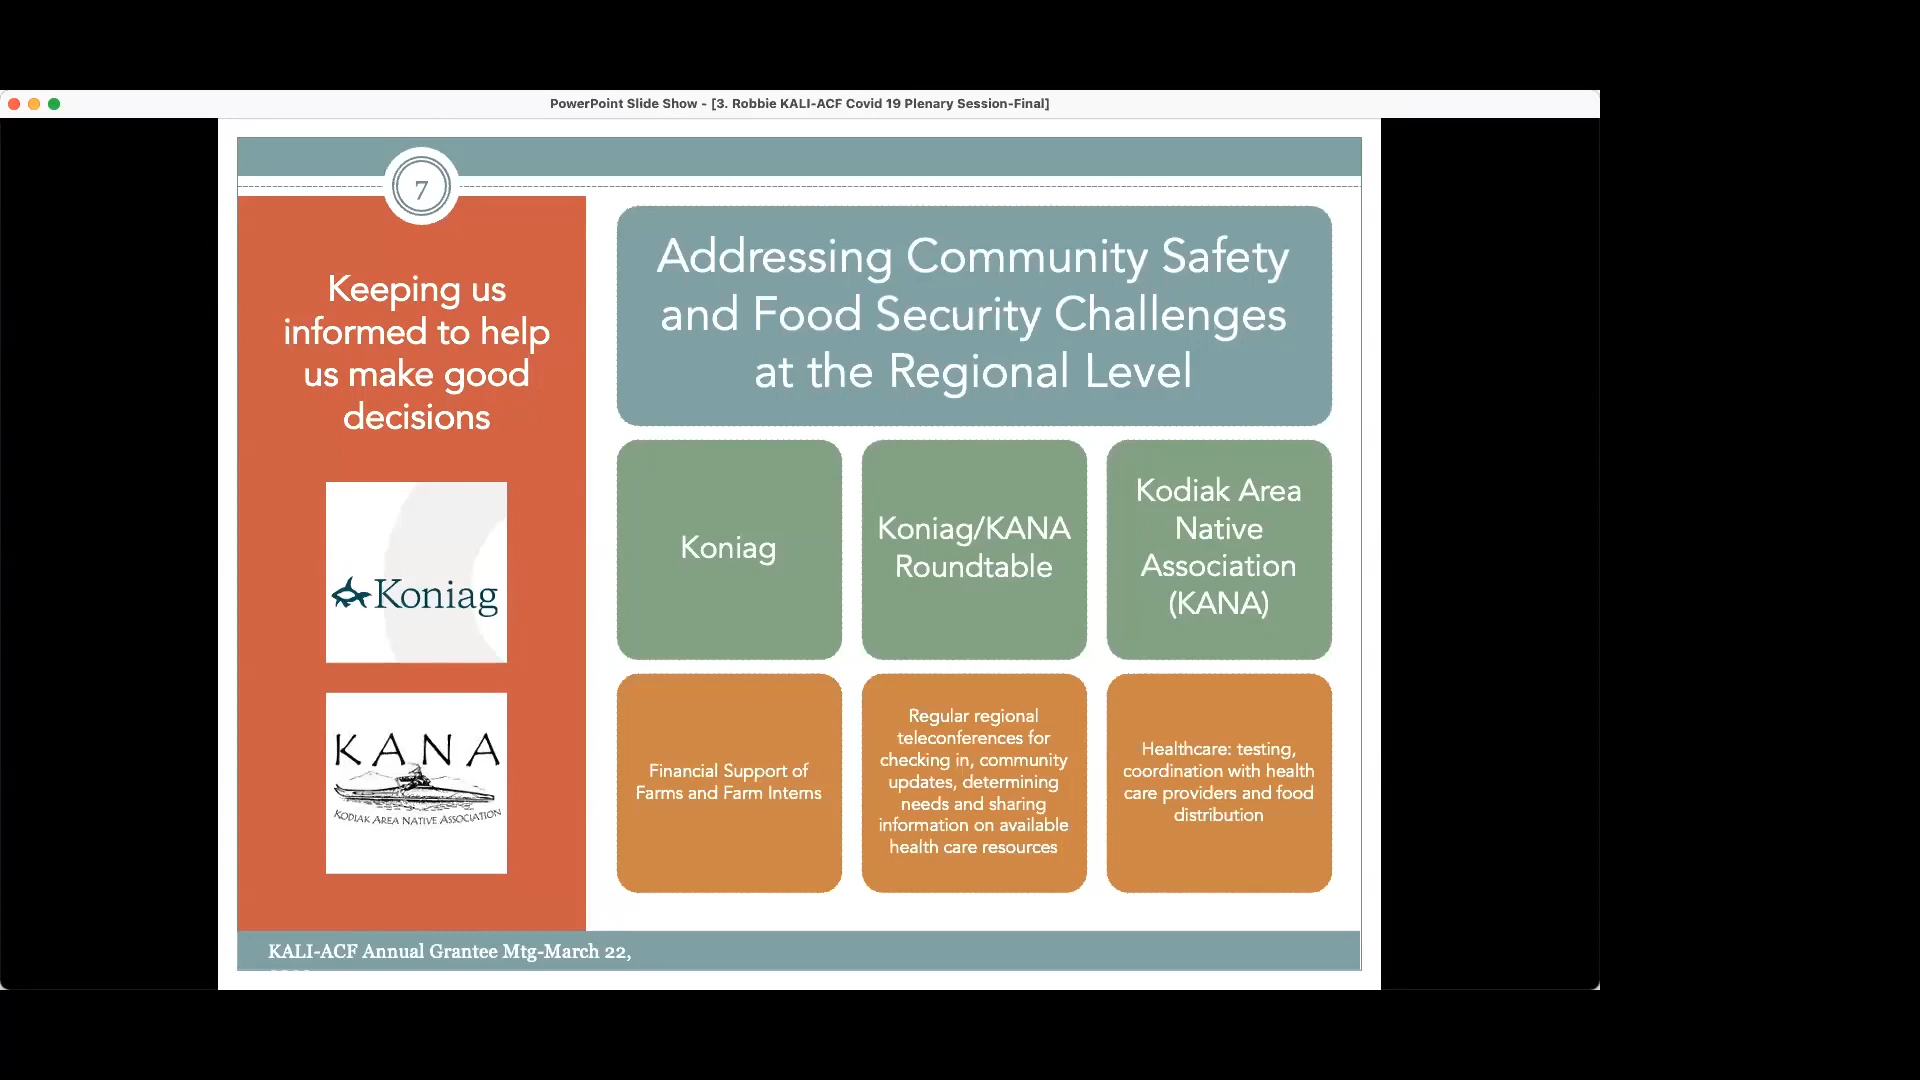 PowerPoint Slide Show - [3. Robbie KALI-ACF Covid 19 Plenary Session-Final]
7
Keeping us
informed to help
us make good
decisions
Koniag
KANA
KODIAK AREA NATIVE ASSOCIATION
Addressing Community Safety
and Food Security Challenges
at the Regional Level
Koniag
Koniag/KANA
Roundtable
Kodiak Area
Native
Association
(KANA)
Financial Support of
Farms and Farm Interns
Regular regional
teleconferences for
checking in, community
updates, determining
needs and sharing
information on available
health care resources
Healthcare: testing,
coordination with health
care providers and food
distribution
KALI-ACF Annual Grantee Mtg-March 22,